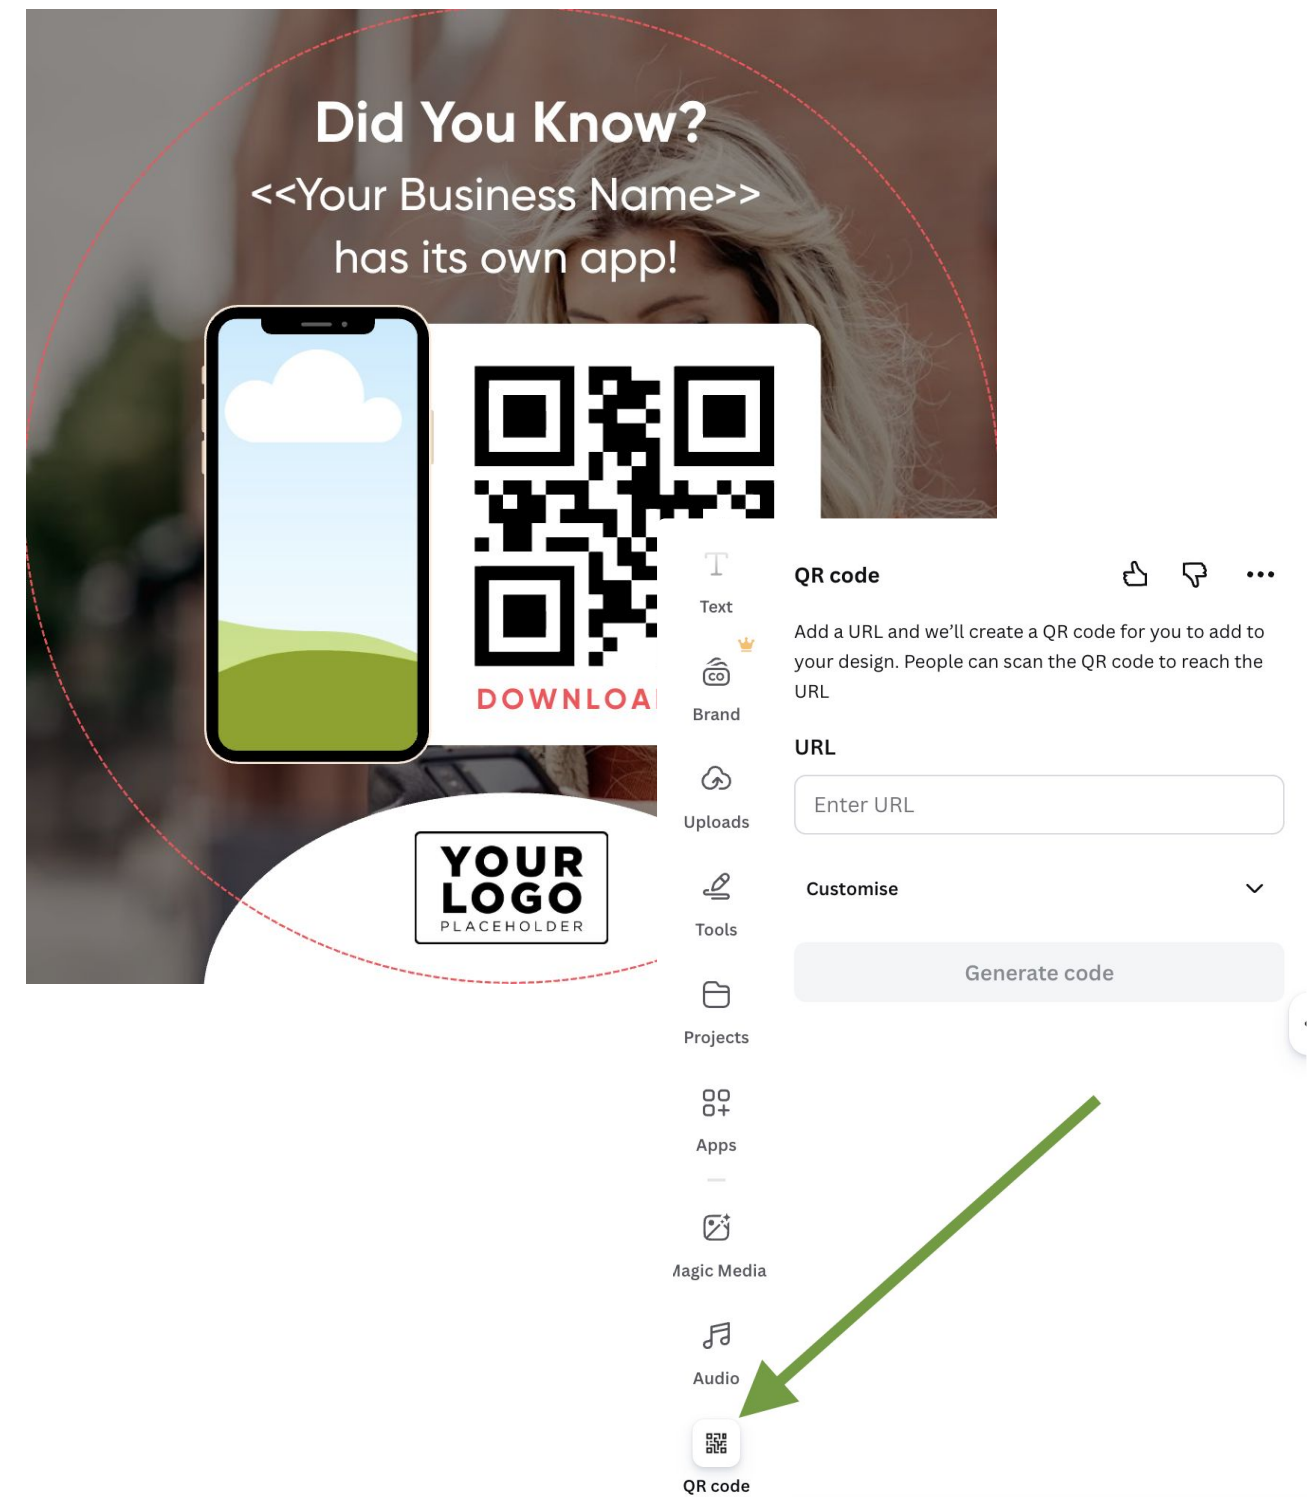 Did You Know?
<<Your Business Name>>
has its own app!
DOWNLOA
YOUR
LOGO
PLACEHOLDER
Text
Brand
Uploads
Tools
Projects
Apps
Magic Media
Audio
QR code
QR code
Add a URL and we’ll create a QR code for you to add to
your design. People can scan the QR code to reach the
URL
URL
Enter URL
Customise
Generate code